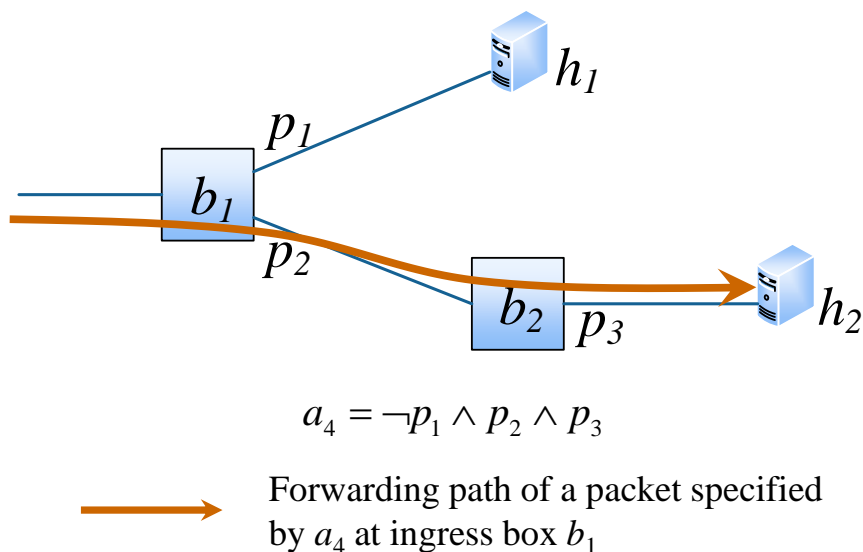 h₁
p₁
b₁
p₂
b₂
p₃
h₂
a₄ = ¬p₁ ∧ p₂ ∧ p₃
Forwarding path of a packet specified
by a₄ at ingress box b₁